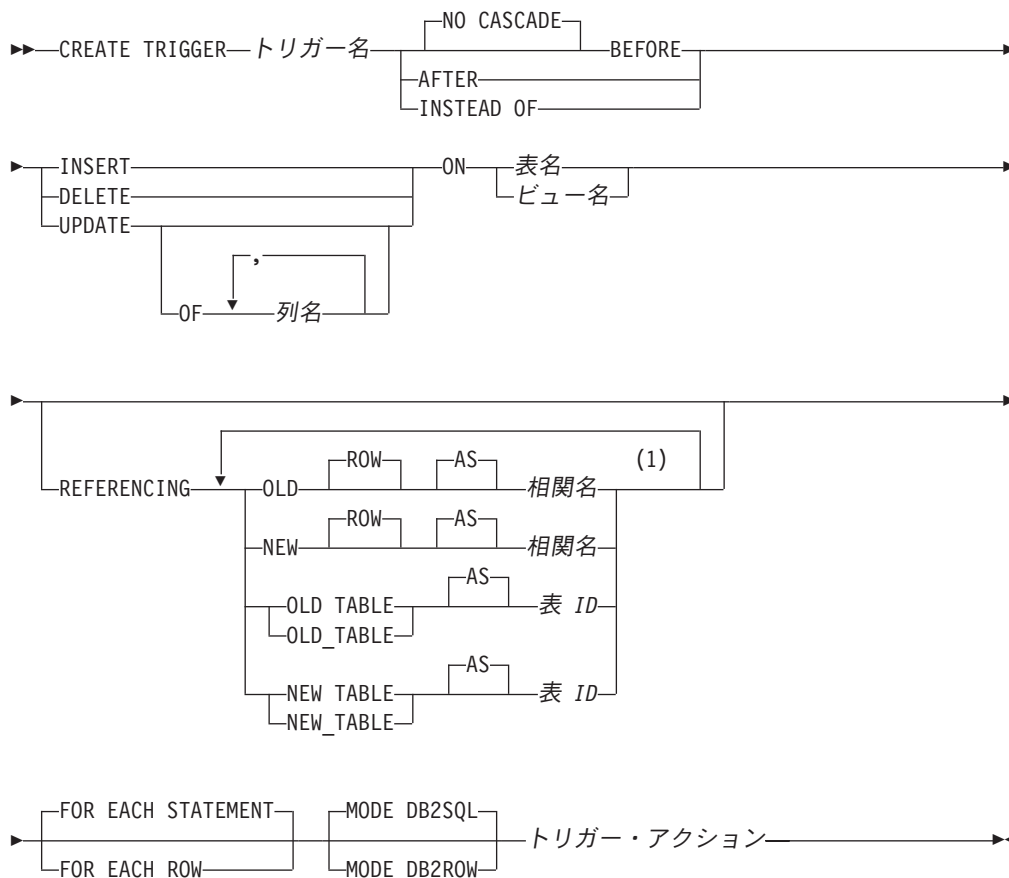 NO CASCADE
CREATE TRIGGER トリガー名 BEFORE
AFTER
INSTEAD OF
INSERT ON 表名
DELETE ビュー名
UPDATE
,
OF 列名
ROW AS (1)
REFERENCING OLD 相関名
ROW AS
NEW 相関名
AS
OLD TABLE 表 ID
OLD_TABLE
AS
NEW TABLE 表 ID
NEW_TABLE
FOR EACH STATEMENT MODE DB2SQL
トリガー・アクション
FOR EACH ROW MODE DB2ROW